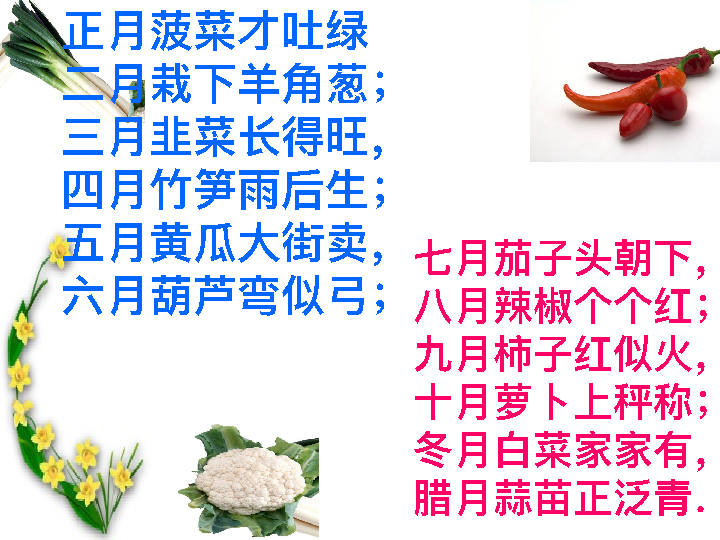 正月菠菜才吐绿
二月栽下羊角葱；
三月韭菜长得旺，
四月竹笋雨后生；
五月黄瓜大街卖，
六月葫芦弯似弓；
七月茄子头朝下，
八月辣椒个个红；
九月柿子红似火，
十月萝卜上秤称；
冬月白菜家家有，
腊月蒜苗正泛青.